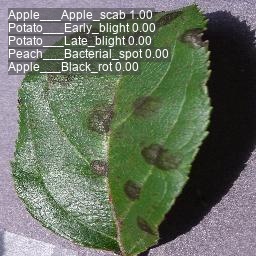 Apple___Apple_scab 1.00
Potato___Early_blight 0.00
Potato___Late_blight 0.00
Peach___Bacterial_spot 0.00
Apple___Black_rot 0.00